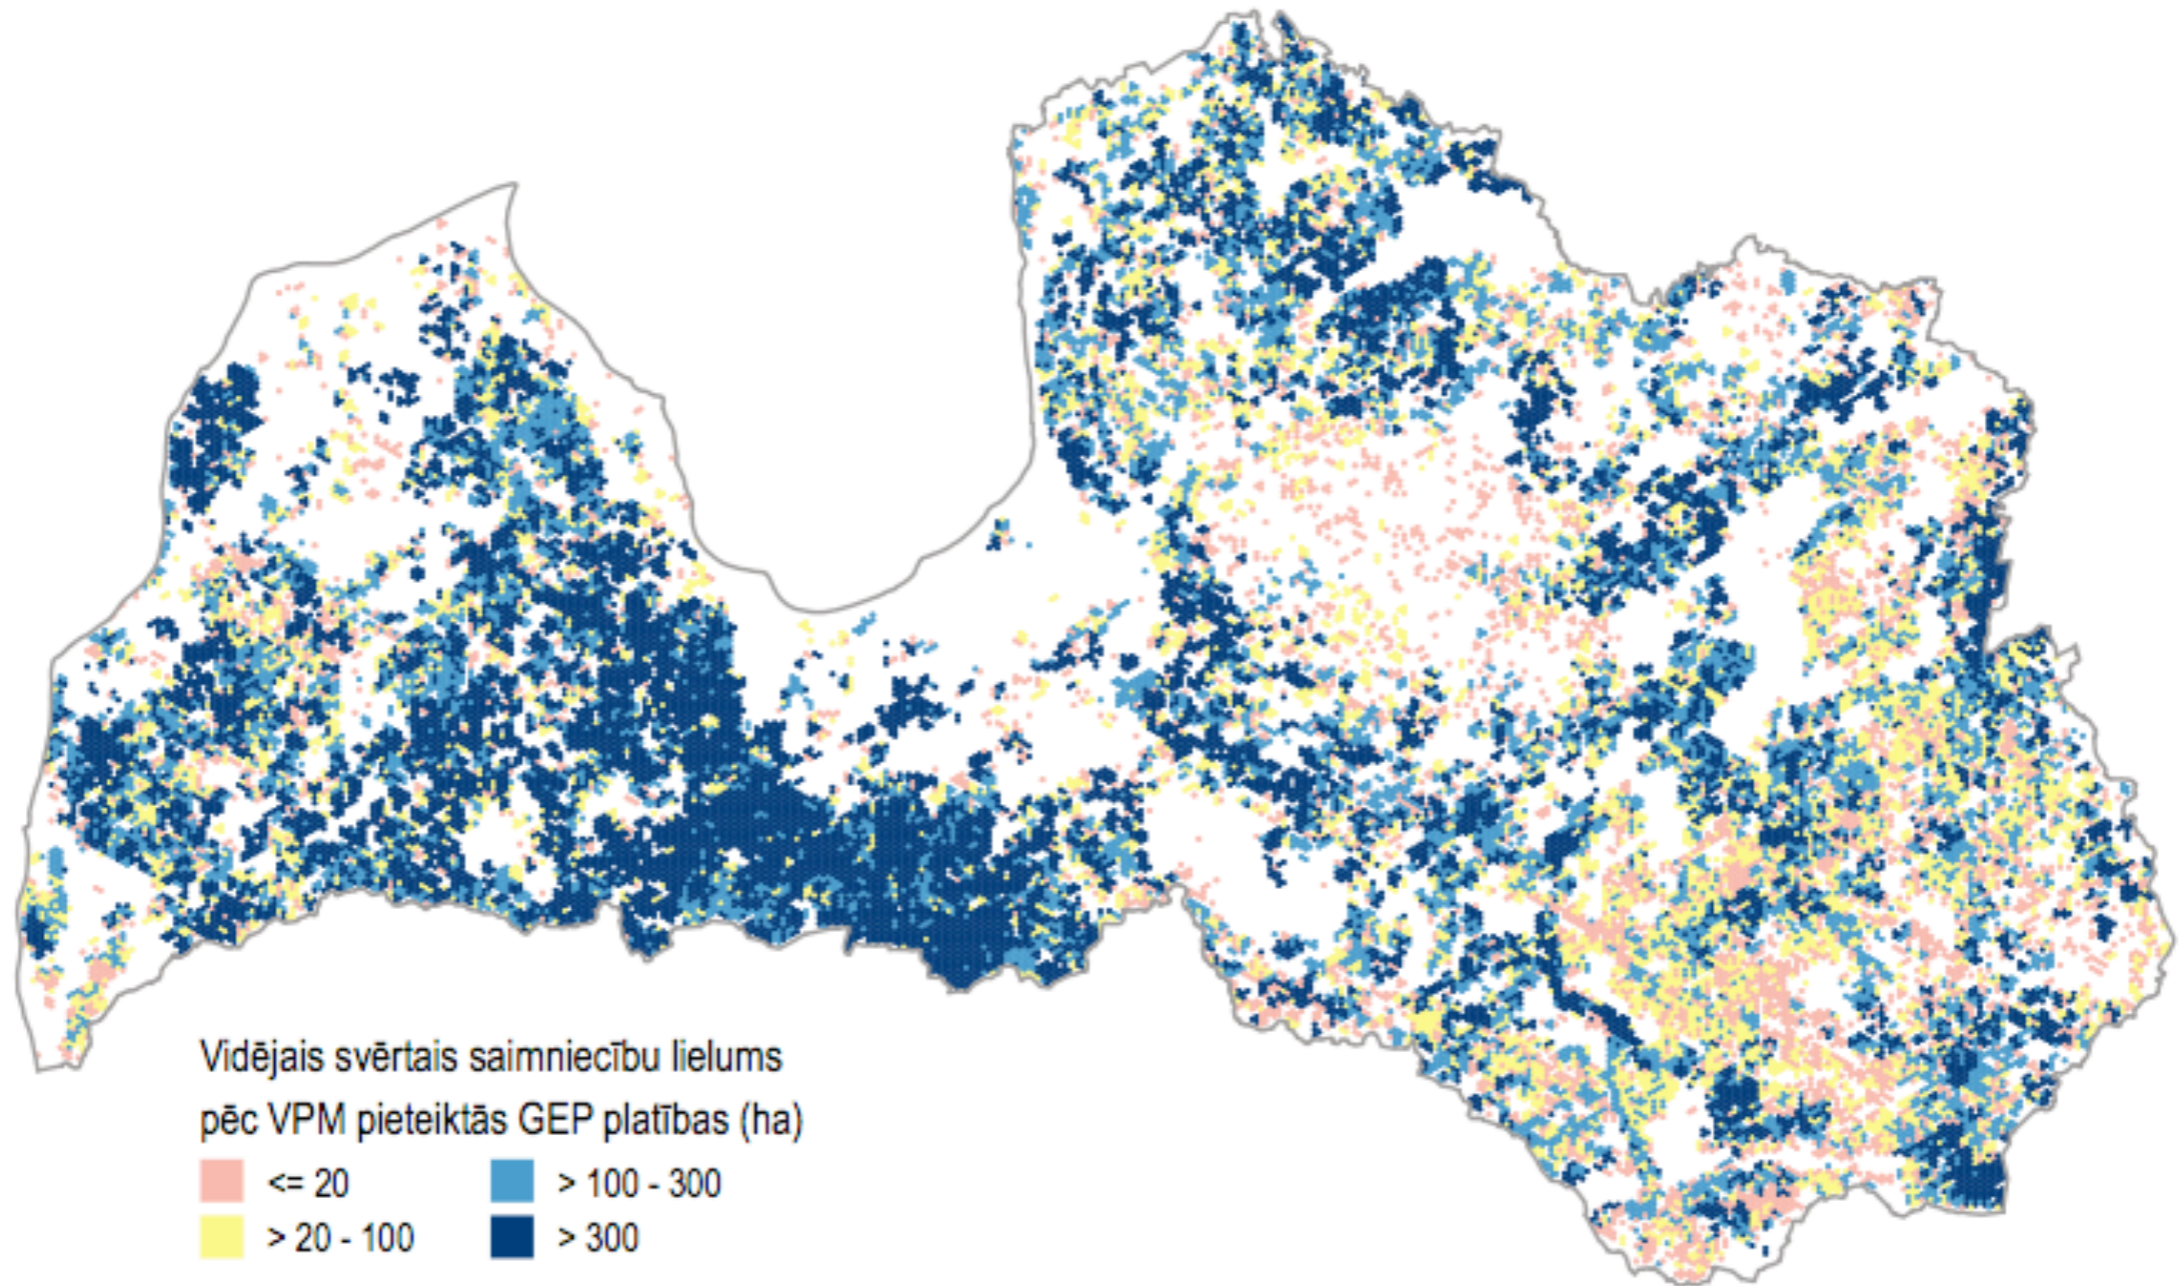 Vidējais svērtais saimniecību lielums
pēc VPM pieteiktās GEP platības (ha)
<= 20
> 100 - 300
> 20 - 100
> 300